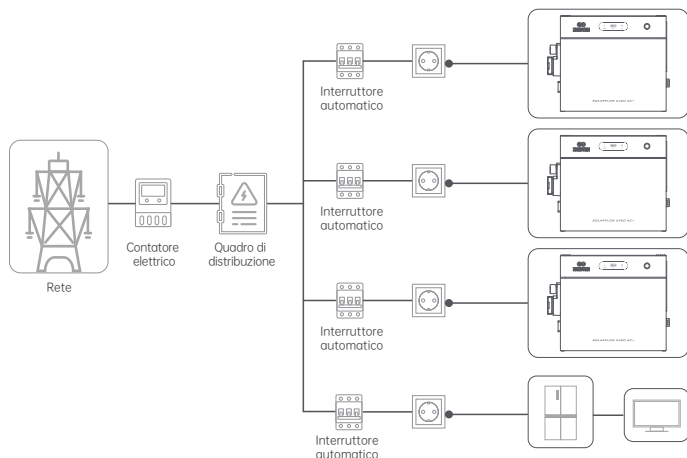 Interruttore
automatico
Interruttore
automatico
Contatore
elettrico
Quadro di
distribuzione
Rete
Interruttore
automatico
Interruttore
automatico